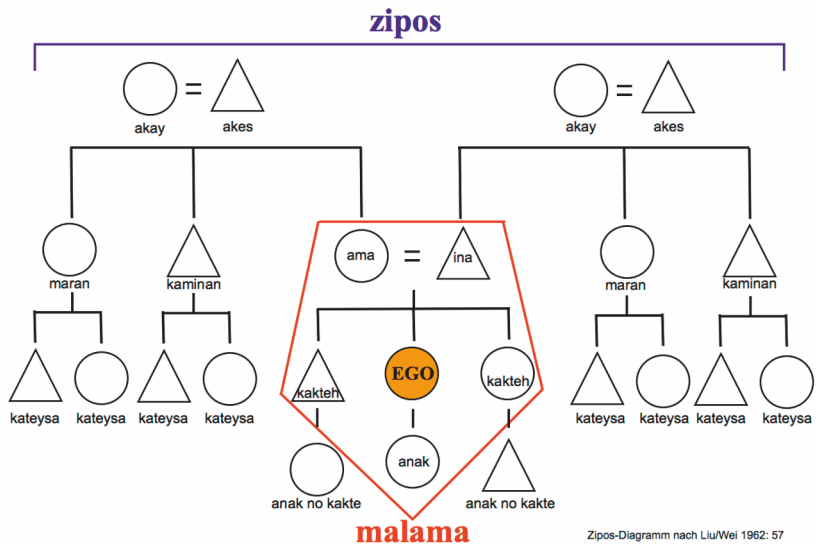 zipos
akay
akes
akay
akes
ama
ina
maran
kaminan
maran
kaminan
kakteh
EGO
kakteh
kateysa
kateysa
kateysa
kateysa
kateysa
kateysa
kateysa
kateysa
anak
anak no kakte
anak no kakte
malama
Zipos-Diagramm nach Liu/Wei 1962: 57